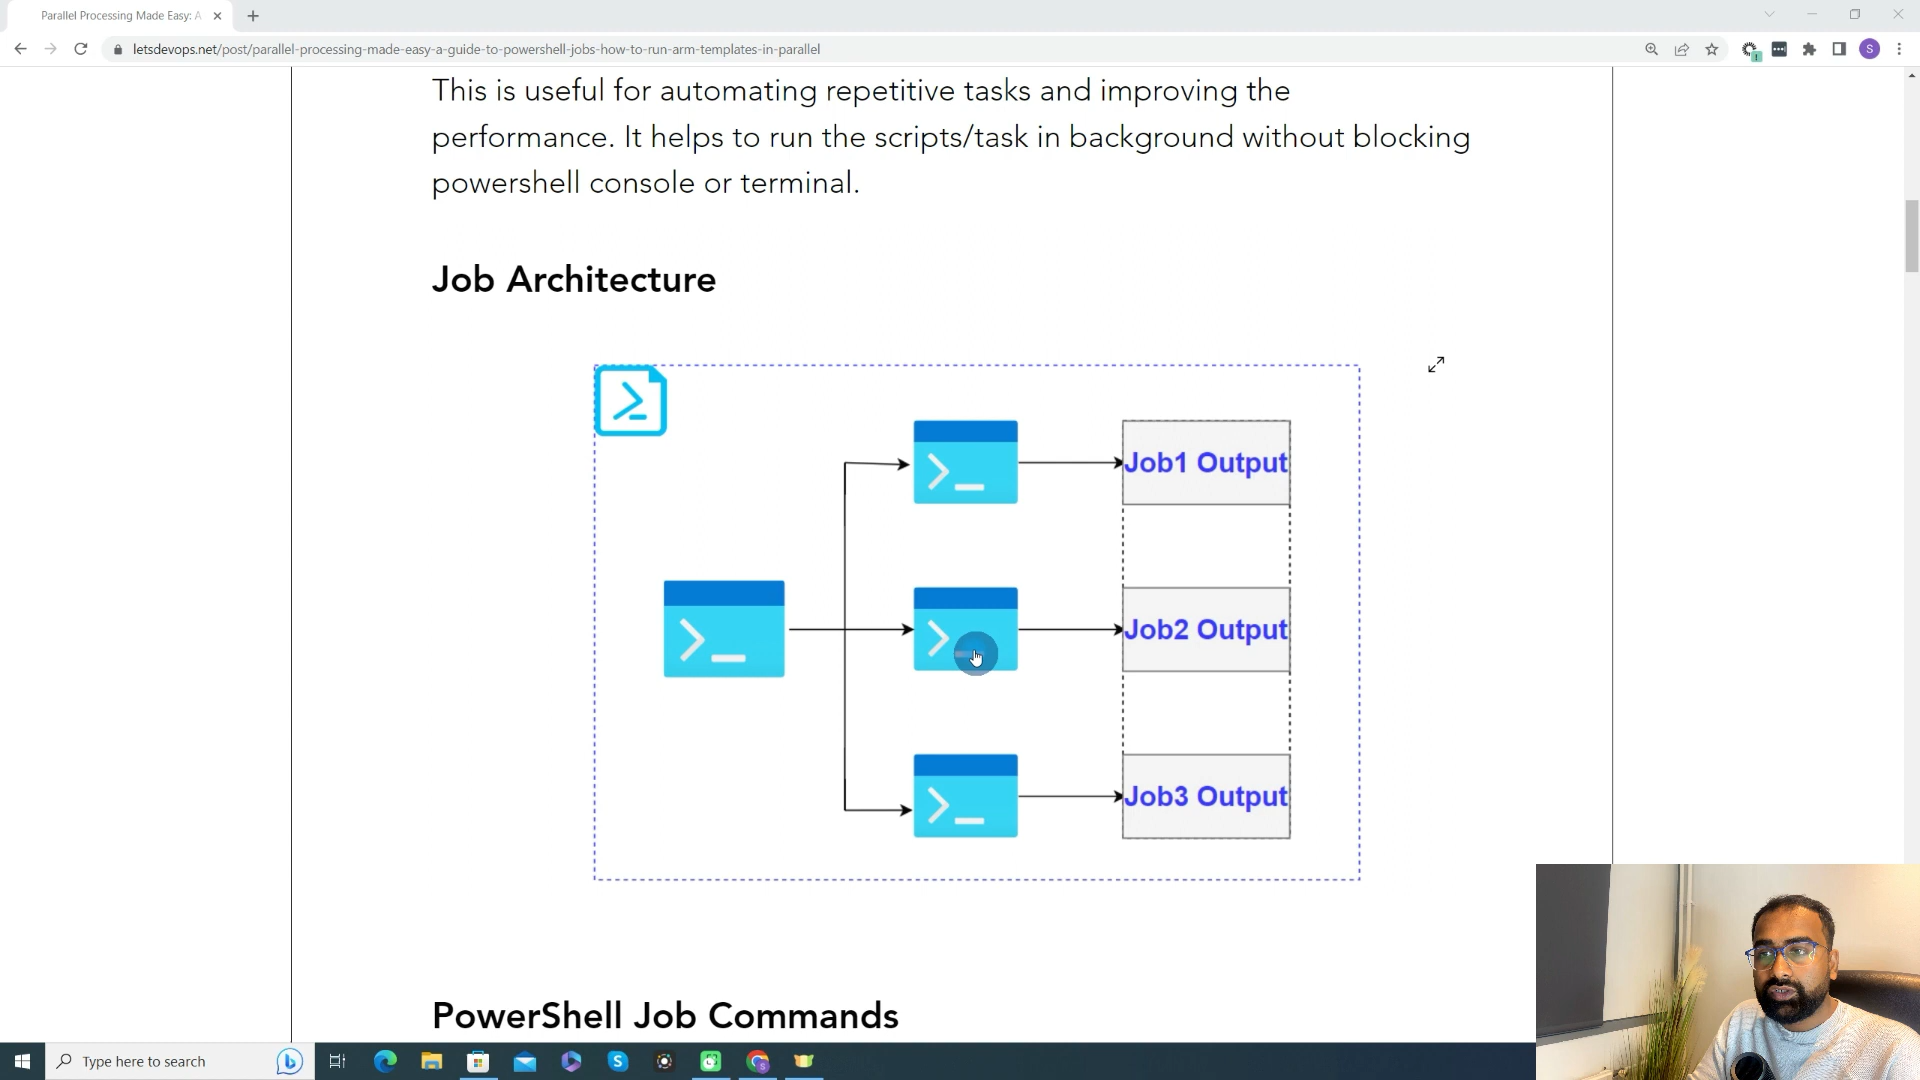 Parallel Processing Made Easy: A
letsdevops.net/post/parallel-processing-made-easy-a-guide-to-powershell-jobs-how-to-run-arm-templates-in-parallel
S
This is useful for automating repetitive tasks and improving the
performance. It helps to run the scripts/task in background without blocking
powershell console or terminal.
Job Architecture
Job1 Output
Job2 Output
Job3 Output
PowerShell Job Commands
Type here to search